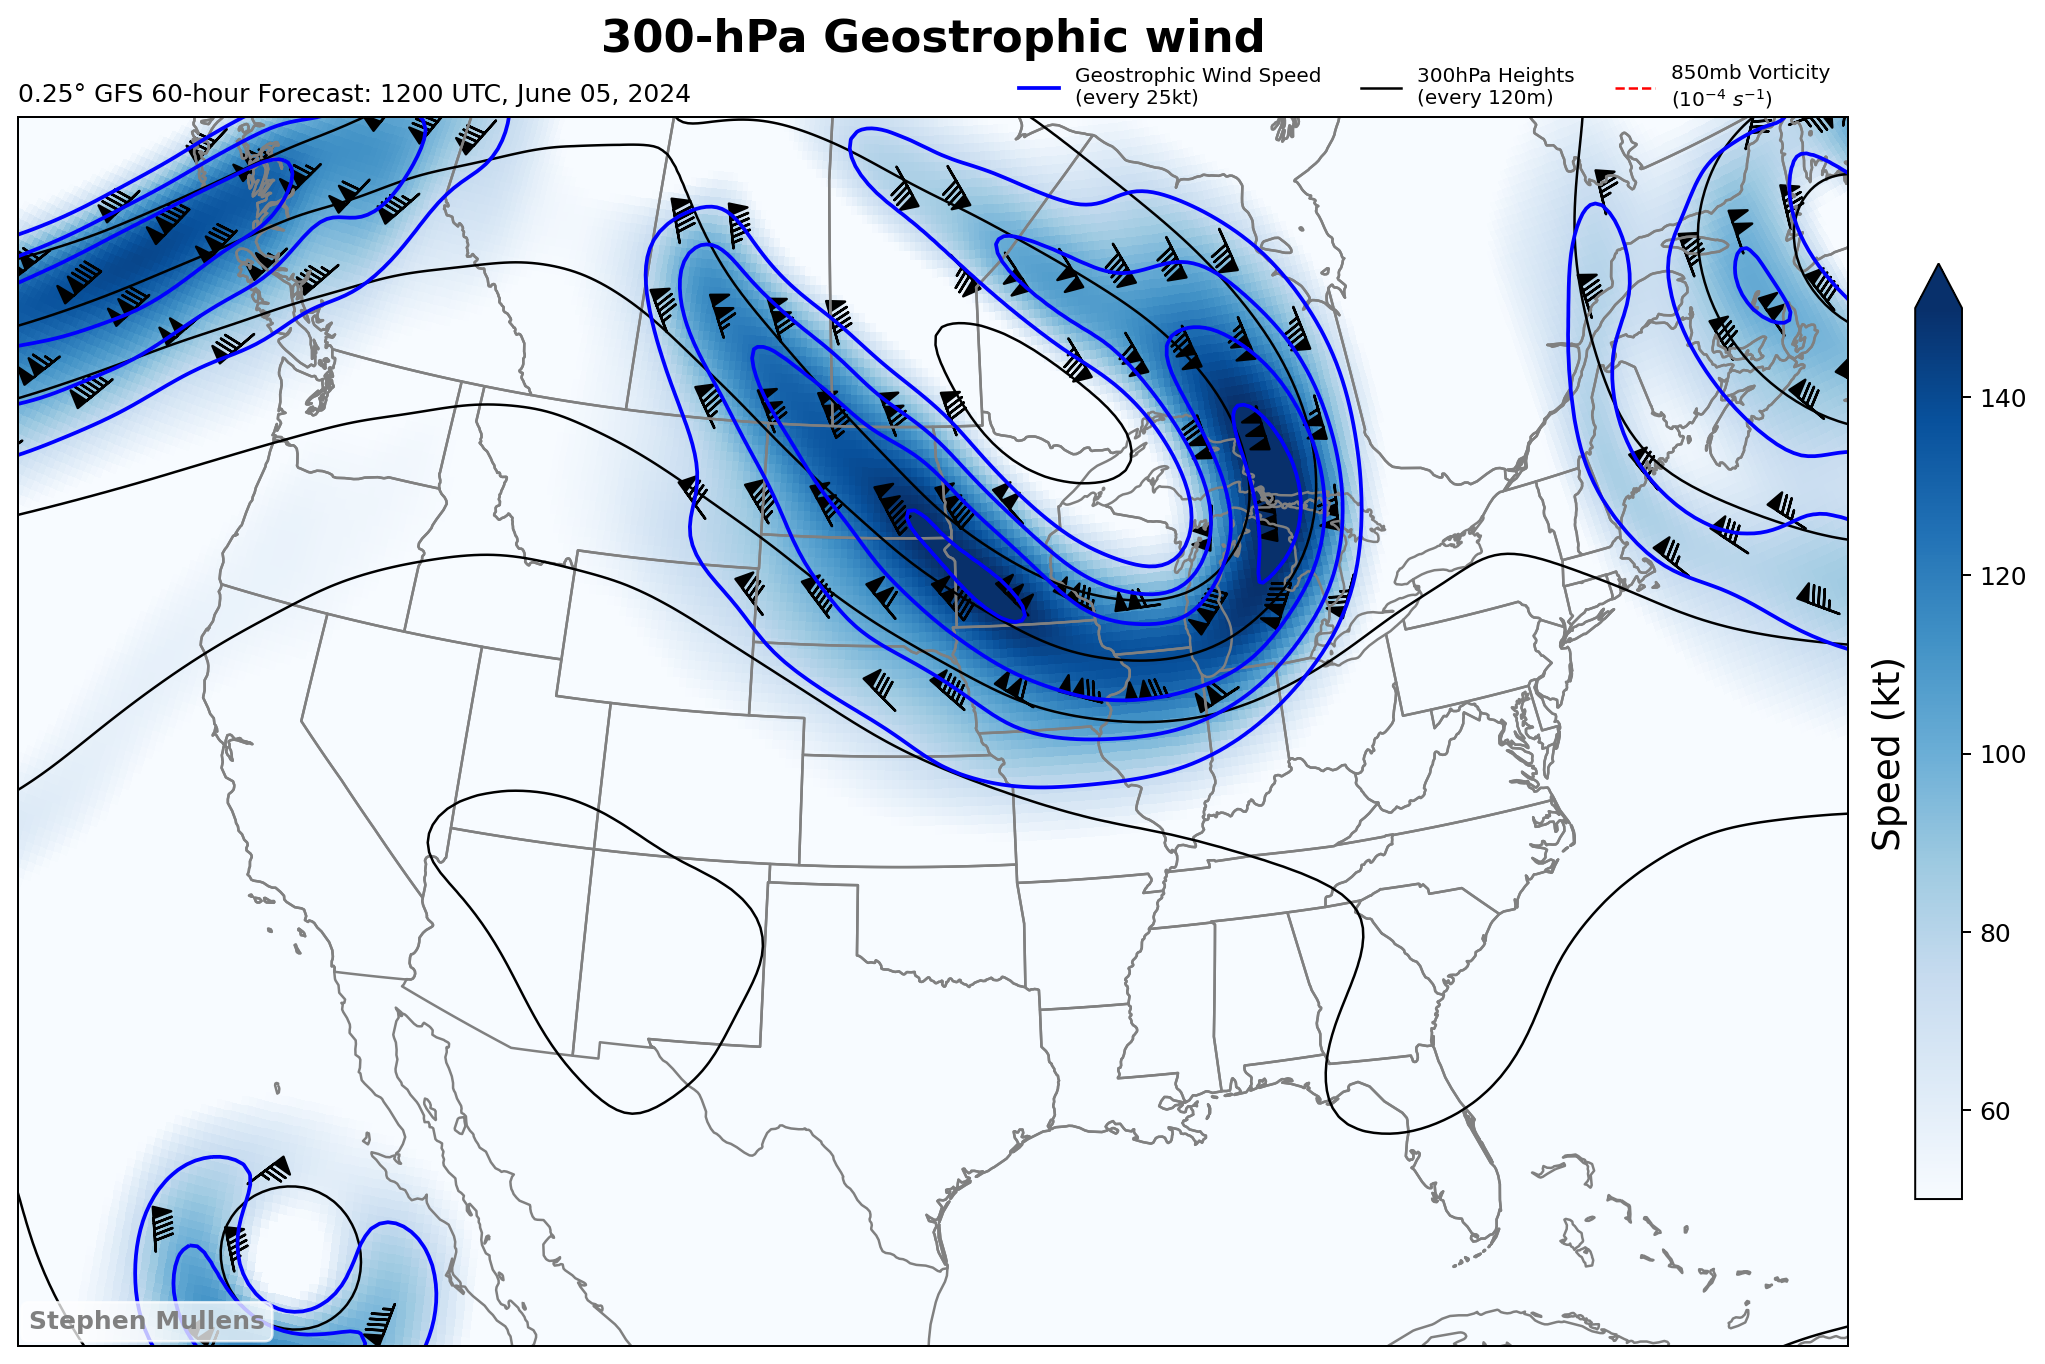 300-hPa Geostrophic wind
0.25° GFS 60-hour Forecast: 1200 UTC, June 05, 2024
Geostrophic Wind Speed
(every 25kt)
300hPa Heights
(every 120m)
850mb Vorticity
(10⁻⁴ s⁻¹)
140
120
100
80
60
Speed (kt)
Stephen Mullens